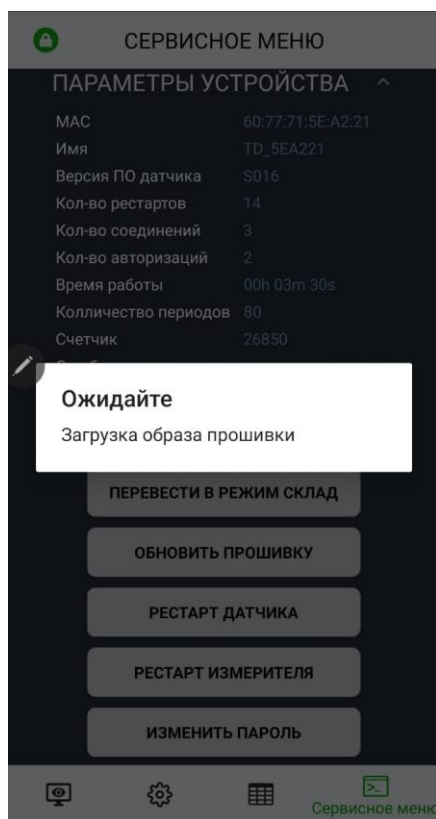 СЕРВИСНОЕ МЕНЮ
ПАРАМЕТРЫ УСТРОЙСТВА
MAC 60:77:71:5E:A2:21
Имя TD_5EA221
Версия ПО датчика S016
Кол-во рестартов 14
Кол-во соединений 3
Кол-во авторизаций 2
Время работы 00h 03m 30s
Колличество периодов 80
Счетчик 26850
Ожидайте
Загрузка образа прошивки
ПЕРЕВЕСТИ В РЕЖИМ СКЛАД
ОБНОВИТЬ ПРОШИВКУ
РЕСТАРТ ДАТЧИКА
РЕСТАРТ ИЗМЕРИТЕЛЯ
ИЗМЕНИТЬ ПАРОЛЬ
Сервисное меню